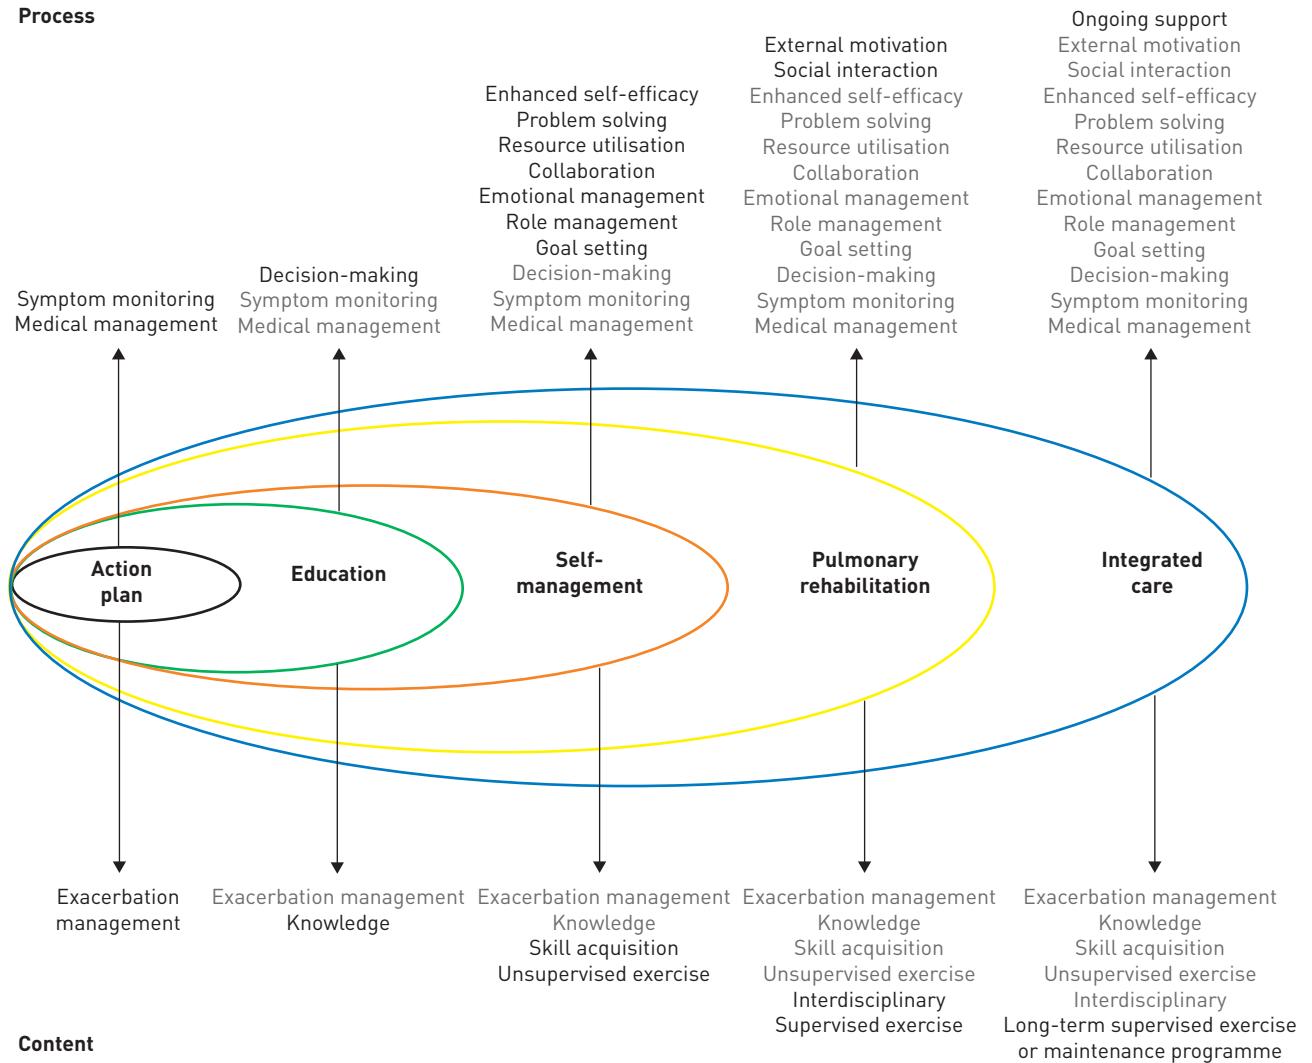 Process
Symptom monitoring
Medical management
Decision-making
Symptom monitoring
Medical management
Enhanced self-efficacy
Problem solving
Resource utilisation
Collaboration
Emotional management
Role management
Goal setting
Decision-making
Symptom monitoring
Medical management
External motivation
Social interaction
Enhanced self-efficacy
Problem solving
Resource utilisation
Collaboration
Emotional management
Role management
Goal setting
Decision-making
Symptom monitoring
Medical management
Ongoing support
External motivation
Social interaction
Enhanced self-efficacy
Problem solving
Resource utilisation
Collaboration
Emotional management
Role management
Goal setting
Decision-making
Symptom monitoring
Medical management
Action
plan
Education
Self-
management
Pulmonary
rehabilitation
Integrated
care
Exacerbation
management
Exacerbation management
Knowledge
Exacerbation management
Knowledge
Skill acquisition
Unsupervised exercise
Exacerbation management
Knowledge
Skill acquisition
Unsupervised exercise
Interdisciplinary
Supervised exercise
Exacerbation management
Knowledge
Skill acquisition
Unsupervised exercise
Interdisciplinary
Long-term supervised exercise
or maintenance programme
Content